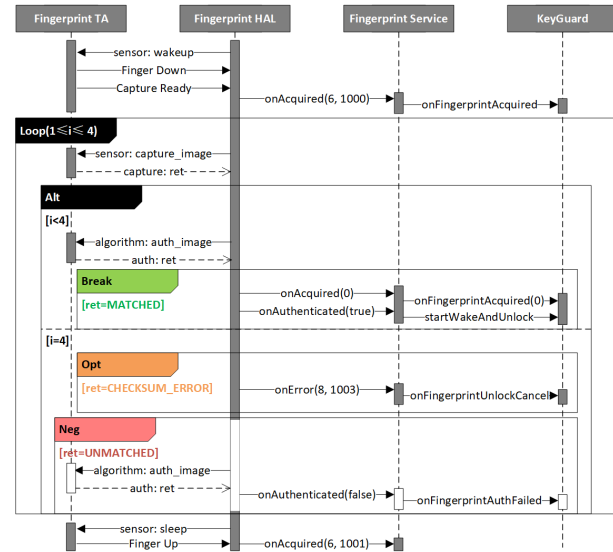 Fingerprint TA
Fingerprint HAL
Fingerprint Service
KeyGuard
sensor: wakeup
Finger Down
Capture Ready
onAcquired(6, 1000)
onFingerprintAcquired
Loop(1≤i≤ 4)
sensor: capture_image
capture: ret
Alt
[i<4]
algorithm: auth_image
auth: ret
Break
[ret=MATCHED]
onAcquired(0)
onFingerprintAcquired(0)
onAuthenticated(true)
startWakeAndUnlock
[i=4]
Opt
[ret=CHECKSUM_ERROR]
onError(8, 1003)
onFingerprintUnlockCancel
Neg
[ret=UNMATCHED]
algorithm: auth_image
auth: ret
onAuthenticated(false)
onFingerprintAuthFailed
sensor: sleep
Finger Up
onAcquired(6, 1001)